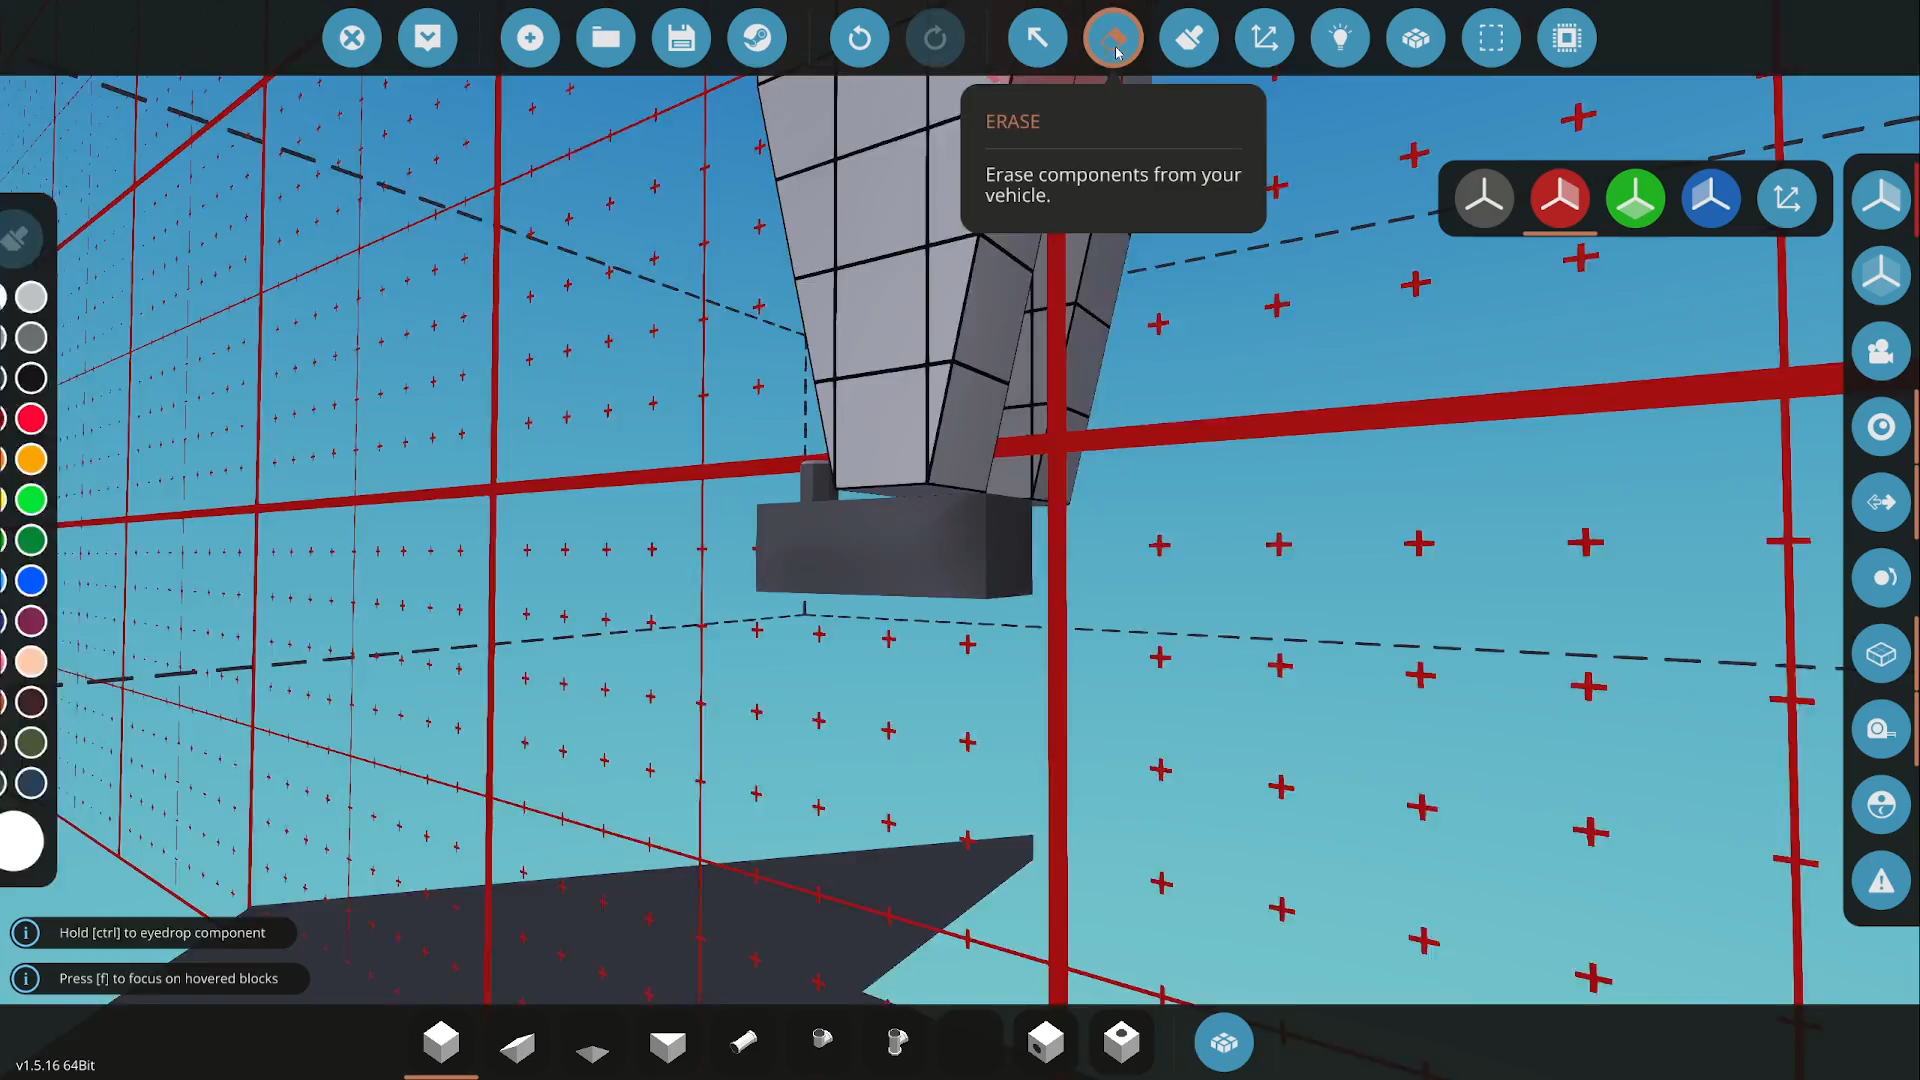 ERASE
Erase components from your
vehicle.
Hold [ctrl] to eyedrop component
Press [f] to focus on hovered blocks
v1.5.16 64Bit